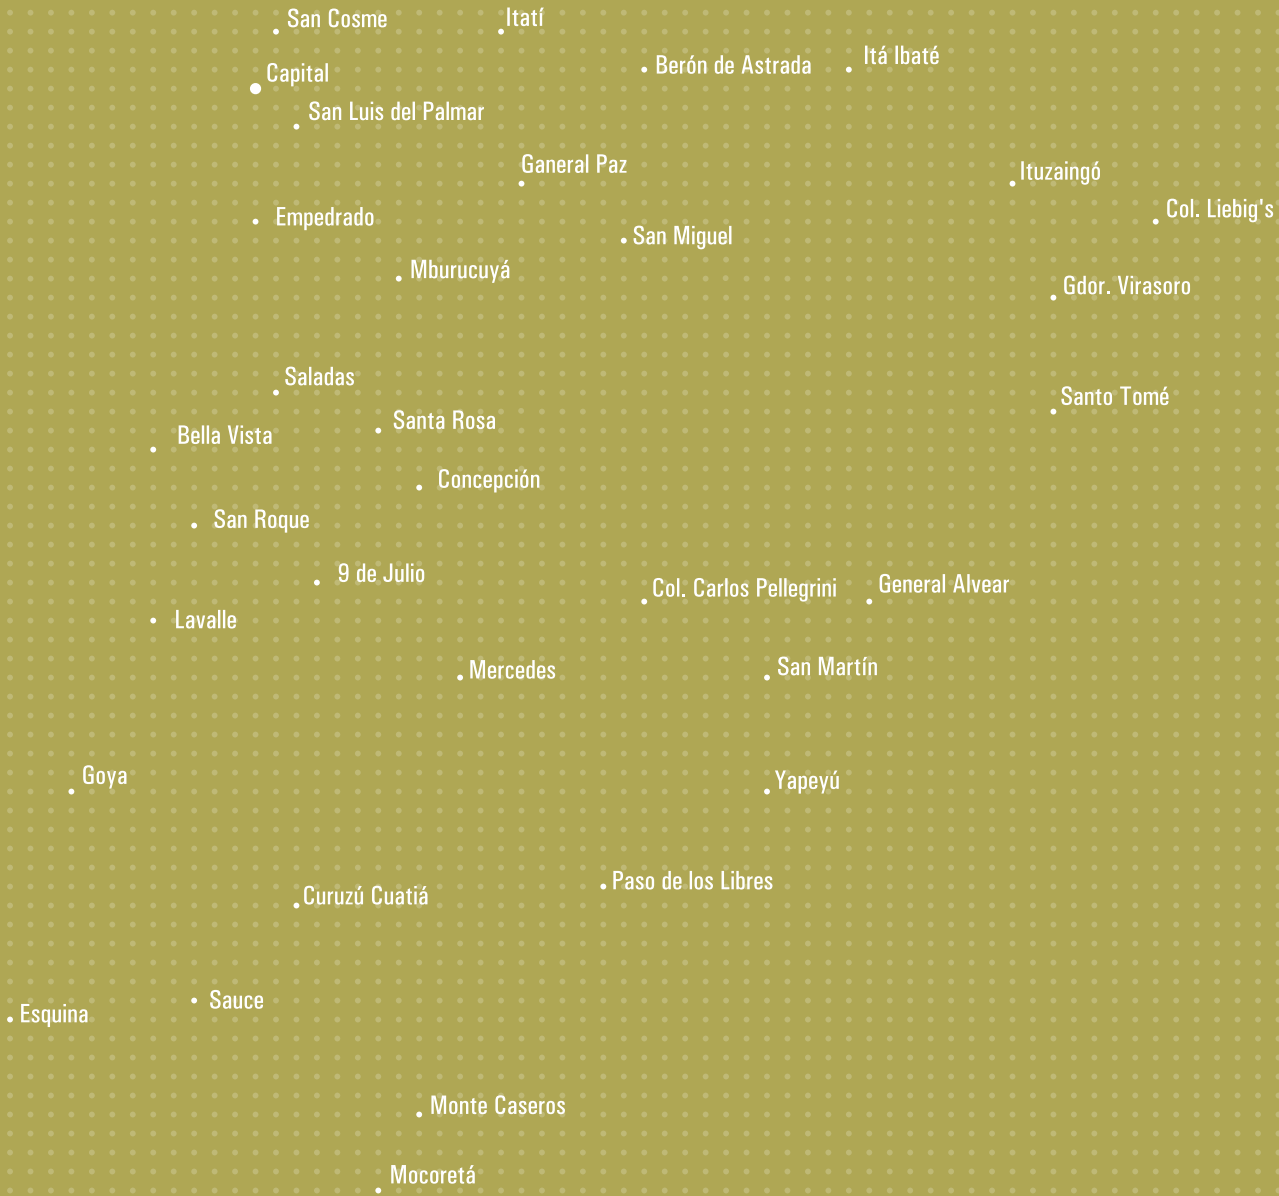 San Cosme
Itatí
Berón de Astrada
Itá Ibaté
Capital
San Luis del Palmar
Ganeral Paz
Ituzaingó
Col. Liebig's
Empedrado
San Miguel
Mburucuyá
Gdor. Virasoro
Saladas
Santo Tomé
Santa Rosa
Bella Vista
Concepción
San Roque
9 de Julio
Col. Carlos Pellegrini
General Alvear
Lavalle
Mercedes
San Martín
Goya
Yapeyú
Paso de los Libres
Curuzú Cuatiá
Sauce
Esquina
Monte Caseros
Mocoretá